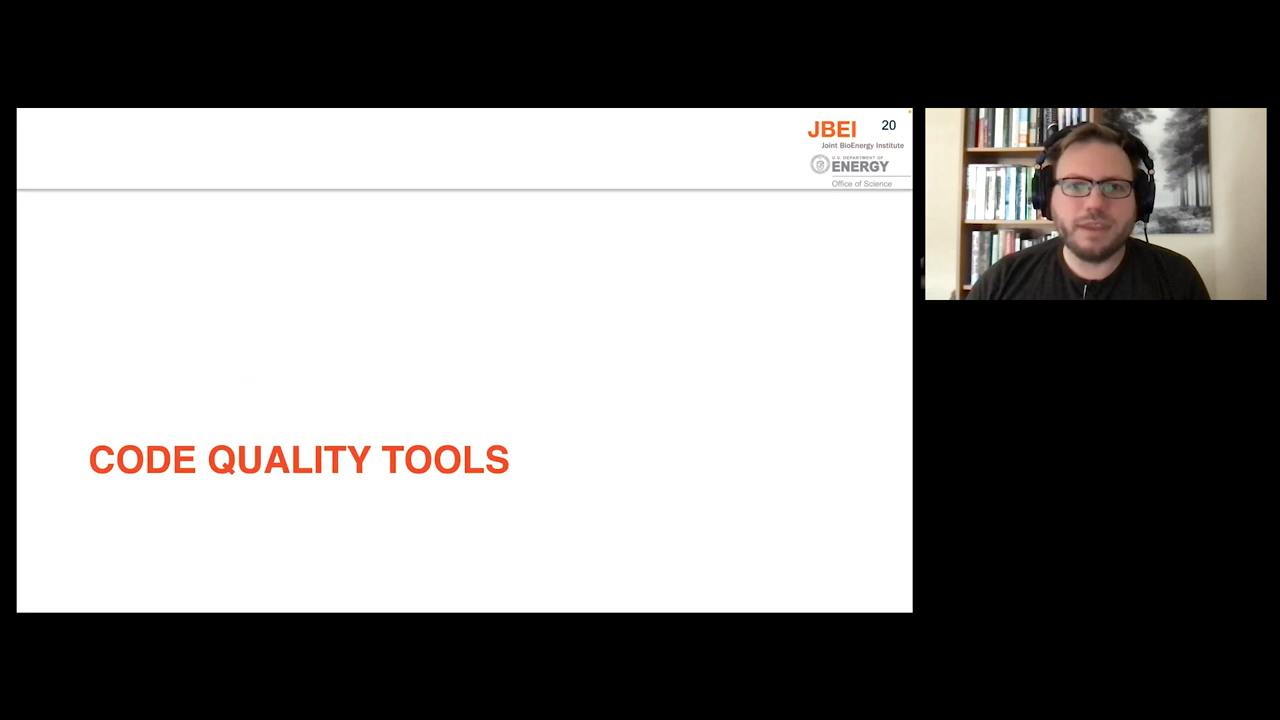 JBEI 20
Joint BioEnergy Institute
U.S. DEPARTMENT OF
ENERGY
Office of Science
CODE QUALITY TOOLS